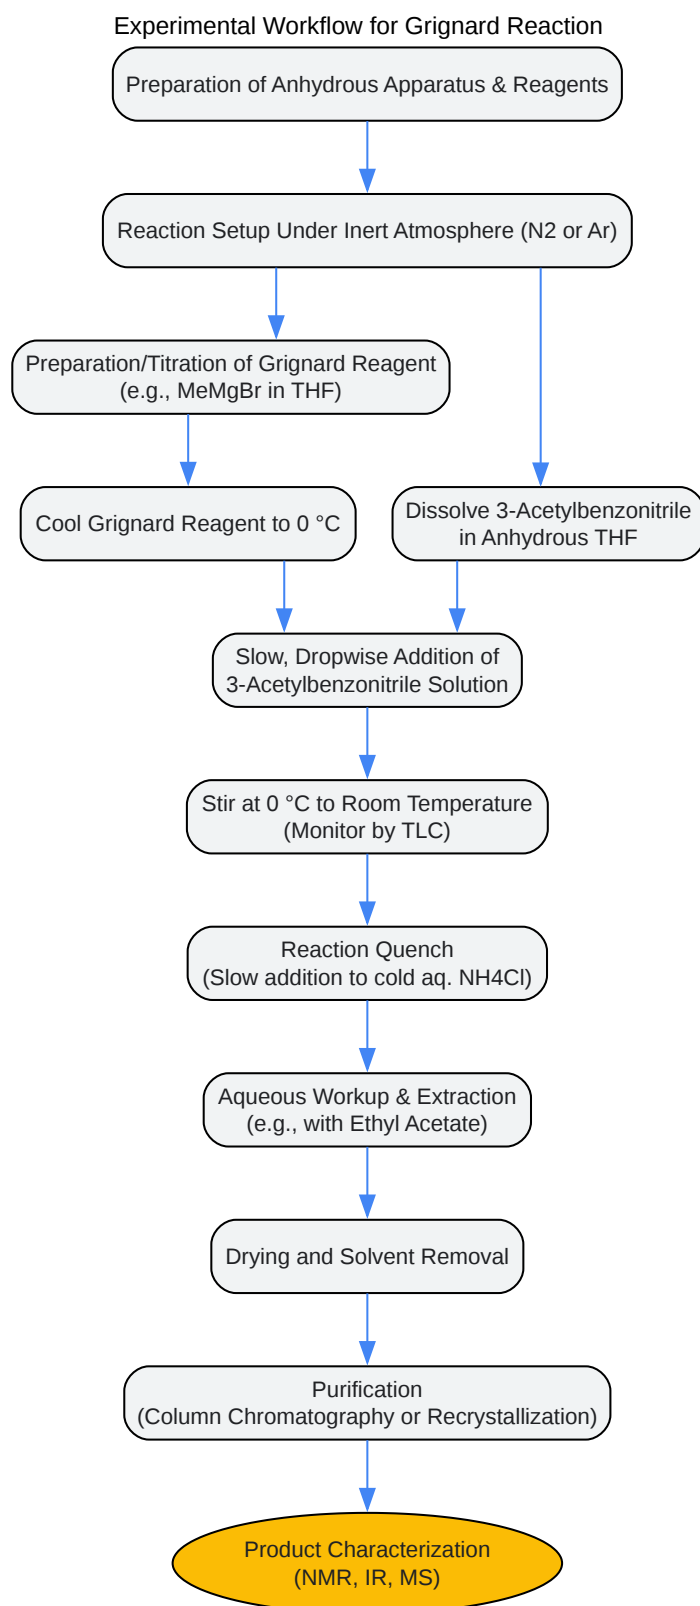 Experimental Workflow for Grignard Reaction
Preparation of Anhydrous Apparatus & Reagents
Reaction Setup Under Inert Atmosphere (N2 or Ar)
Preparation/Titration of Grignard Reagent
(e.g., MeMgBr in THF)
Cool Grignard Reagent to 0 °C
Dissolve 3-Acetylbenzonitrile
in Anhydrous THF
Slow, Dropwise Addition of
3-Acetylbenzonitrile Solution
Stir at 0 °C to Room Temperature
(Monitor by TLC)
Reaction Quench
(Slow addition to cold aq. NH4Cl)
Aqueous Workup & Extraction
(e.g., with Ethyl Acetate)
Drying and Solvent Removal
Purification
(Column Chromatography or Recrystallization)
Product Characterization
(NMR, IR, MS)